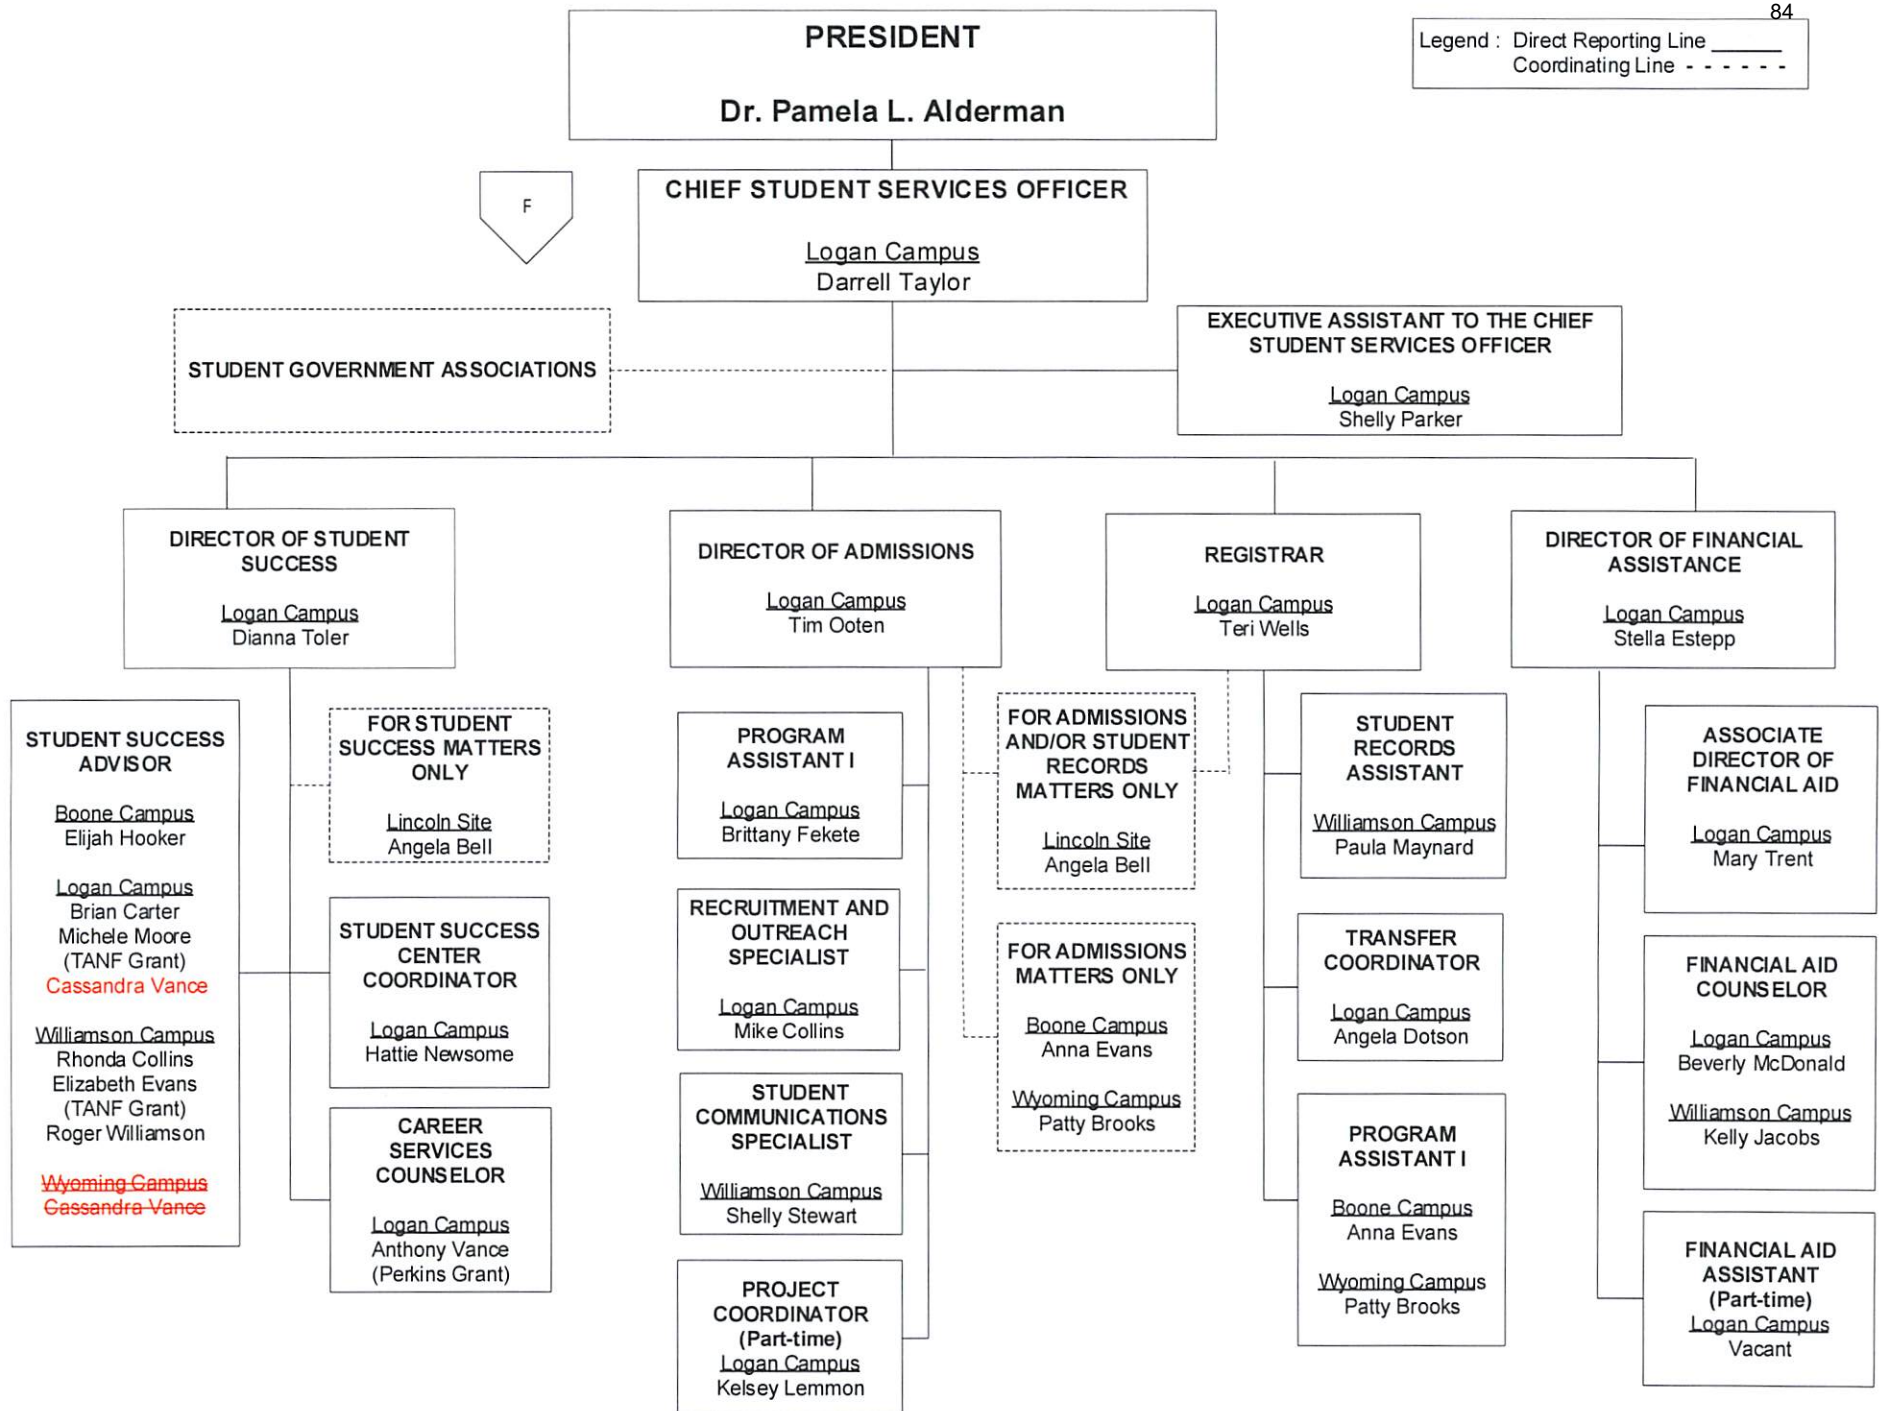 84
Legend : Direct Reporting Line ______
Coordinating Line - - - - - -
PRESIDENT
Dr. Pamela L. Alderman
F
CHIEF STUDENT SERVICES OFFICER
Logan Campus
Darrell Taylor
STUDENT GOVERNMENT ASSOCIATIONS
EXECUTIVE ASSISTANT TO THE CHIEF
STUDENT SERVICES OFFICER
Logan Campus
Shelly Parker
DIRECTOR OF STUDENT
SUCCESS
Logan Campus
Dianna Toler
DIRECTOR OF ADMISSIONS
Logan Campus
Tim Ooten
REGISTRAR
Logan Campus
Teri Wells
DIRECTOR OF FINANCIAL
ASSISTANCE
Logan Campus
Stella Estepp
STUDENT SUCCESS
ADVISOR
Boone Campus
Elijah Hooker
Logan Campus
Brian Carter
Michele Moore
(TANF Grant)
Cassandra Vance
Williamson Campus
Rhonda Collins
Elizabeth Evans
(TANF Grant)
Roger Williamson
Wyoming Campus
Cassandra Vance
FOR STUDENT
SUCCESS MATTERS
ONLY
Lincoln Site
Angela Bell
STUDENT SUCCESS
CENTER
COORDINATOR
Logan Campus
Hattie Newsome
CAREER
SERVICES
COUNSELOR
Logan Campus
Anthony Vance
(Perkins Grant)
PROGRAM
ASSISTANT I
Logan Campus
Brittany Fekete
RECRUITMENT AND
OUTREACH
SPECIALIST
Logan Campus
Mike Collins
STUDENT
COMMUNICATIONS
SPECIALIST
Williamson Campus
Shelly Stewart
PROJECT
COORDINATOR
(Part-time)
Logan Campus
Kelsey Lemmon
FOR ADMISSIONS
AND/OR STUDENT
RECORDS
MATTERS ONLY
Lincoln Site
Angela Bell
FOR ADMISSIONS
MATTERS ONLY
Boone Campus
Anna Evans
Wyoming Campus
Patty Brooks
STUDENT
RECORDS
ASSISTANT
Williamson Campus
Paula Maynard
TRANSFER
COORDINATOR
Logan Campus
Angela Dotson
PROGRAM
ASSISTANT I
Boone Campus
Anna Evans
Wyoming Campus
Patty Brooks
ASSOCIATE
DIRECTOR OF
FINANCIAL AID
Logan Campus
Mary Trent
FINANCIAL AID
COUNSELOR
Logan Campus
Beverly McDonald
Williamson Campus
Kelly Jacobs
FINANCIAL AID
ASSISTANT
(Part-time)
Logan Campus
Vacant